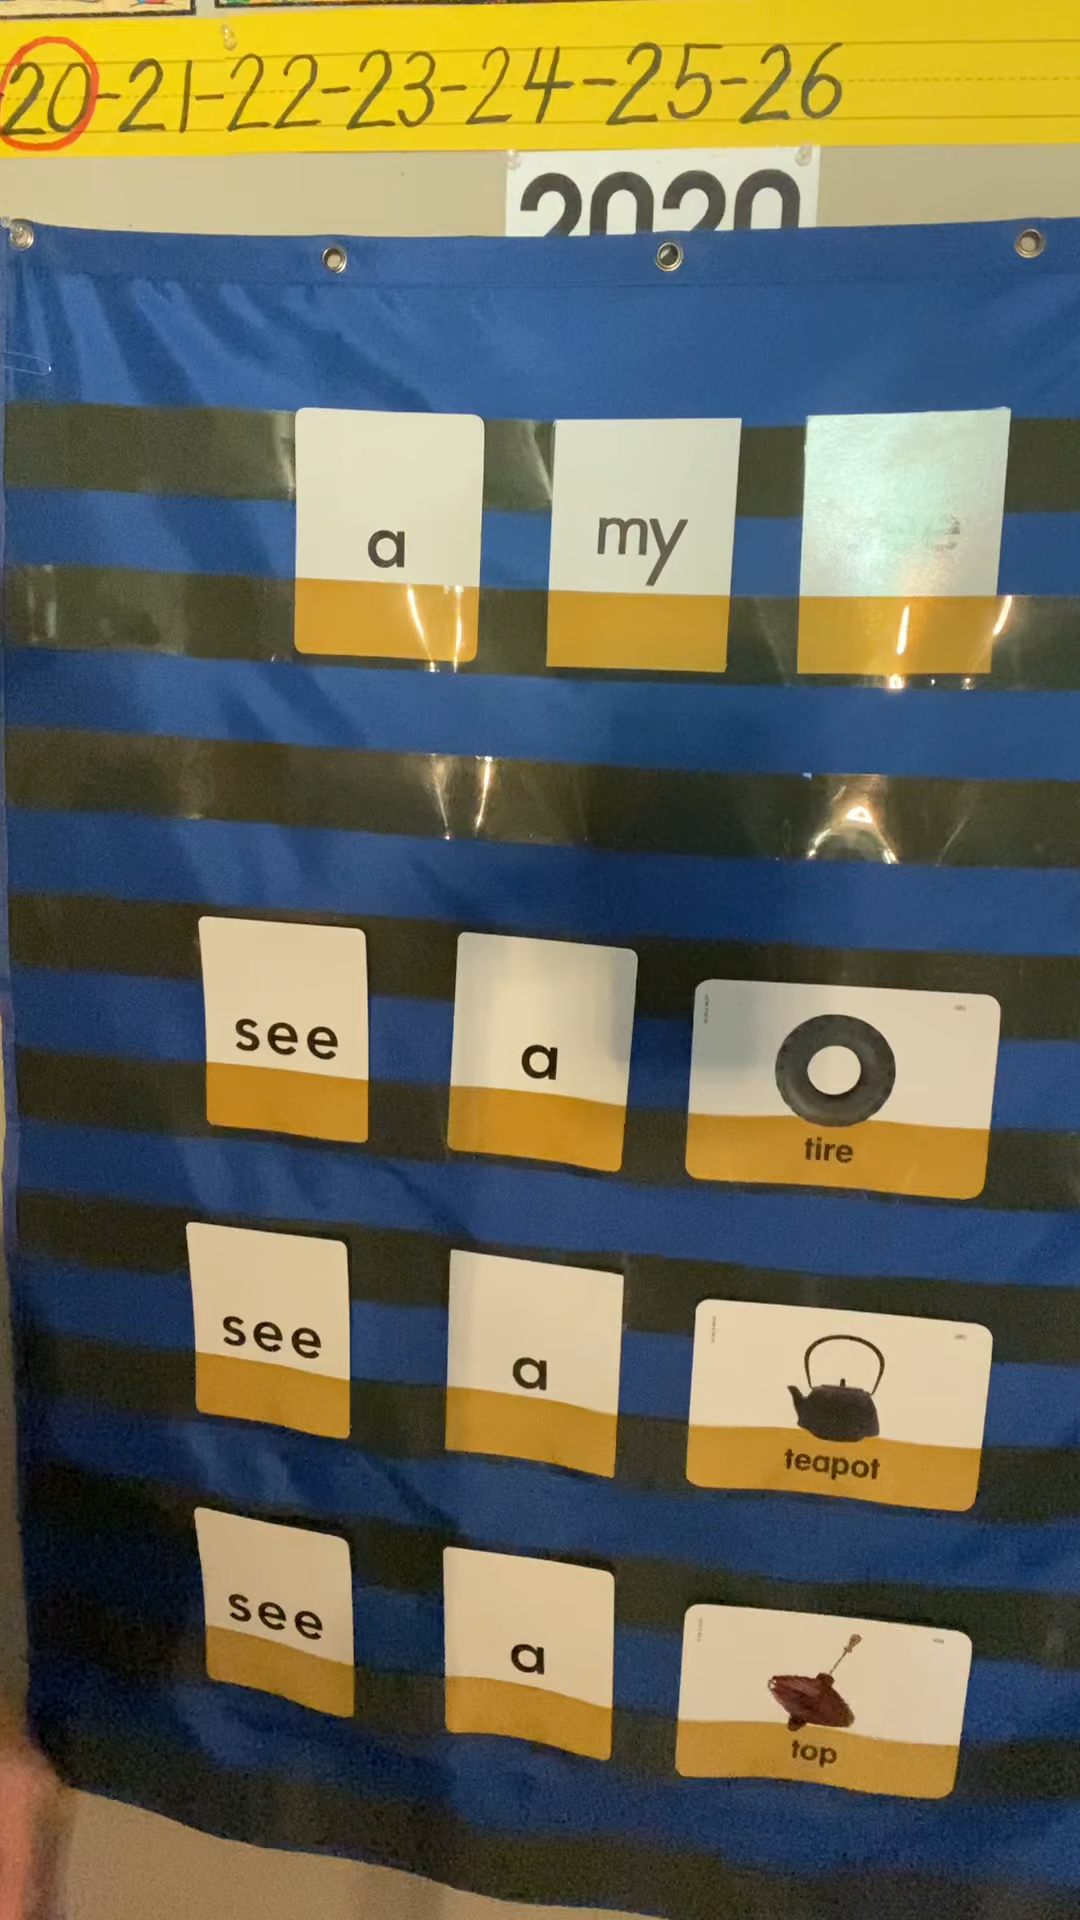 20-21-22-23-24-25-26
2020
a my
see a tire
see a teapot
see a top